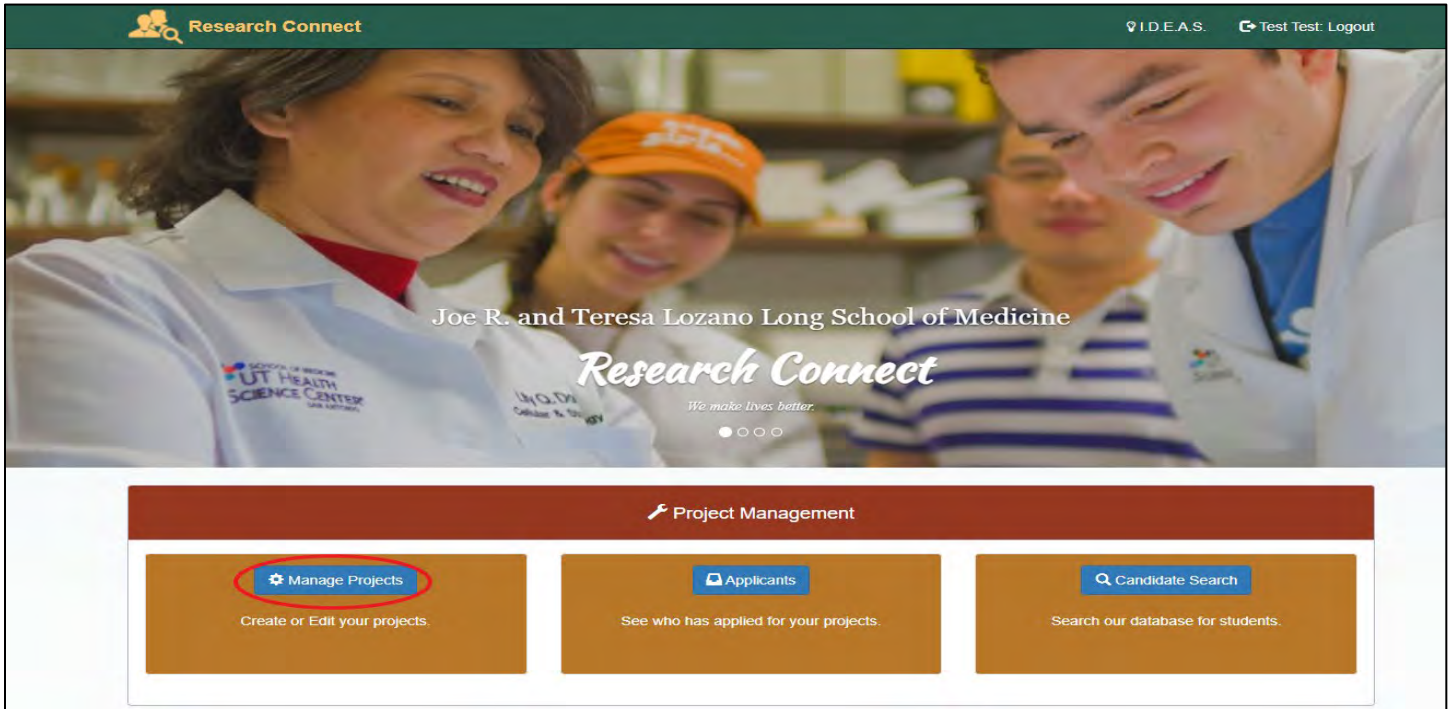 Research Connect
I.D.E.A.S.
Test Test: Logout
Joe R. and Teresa Lozano Long School of Medicine
Research Connect
We make lives better.
SCHOOL OF MEDICINE
UT HEALTH
SCIENCE CENTER
SAN ANTONIO
Cellular &
Project Management
Manage Projects
Create or Edit your projects.
Applicants
See who has applied for your projects.
Candidate Search
Search our database for students.